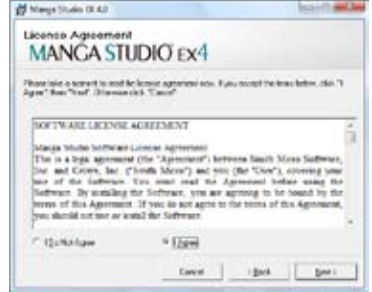 Manga Studio EX 4.0
License Agreement
MANGA STUDIO EX4
Please take a moment to read the license agreement now. If you accept the terms below, click "I
Agree" then "Next". Otherwise click "Cancel".
SOFTWARE LICENSE AGREEMENT
Manga Studio Software License Agreement
This is a legal agreement (the "Agreement") between Smith Micro Software,
Inc. and Celsys, Inc. ("Smith Micro") and you (the "User"), covering your
use of the Software. You must read the Agreement before using the
Software. By installing the Software, you are agreeing to be bound by the
terms of this Agreement. If you do not agree to the terms of this Agreement,
you should not use or install the Software.
I Do Not Agree
I Agree
Cancel
< Back
Next >